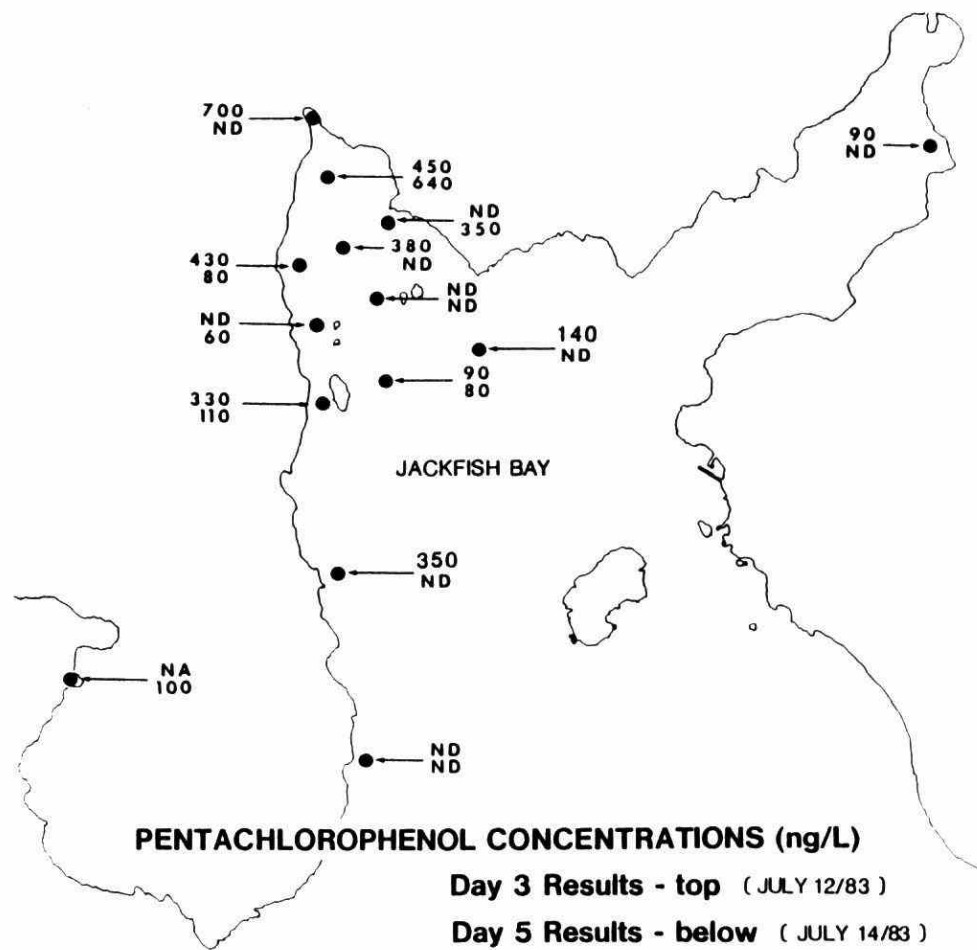 700
ND
90
ND
450
640
ND
350
380
ND
430
80
ND
ND
ND
60
140
ND
90
80
330
110
JACKFISH BAY
350
ND
NA
100
ND
ND
PENTACHLOROPHENOL CONCENTRATIONS (ng/L)
Day 3 Results - top ( JULY 12/83 )
Day 5 Results - below ( JULY 14/83 )